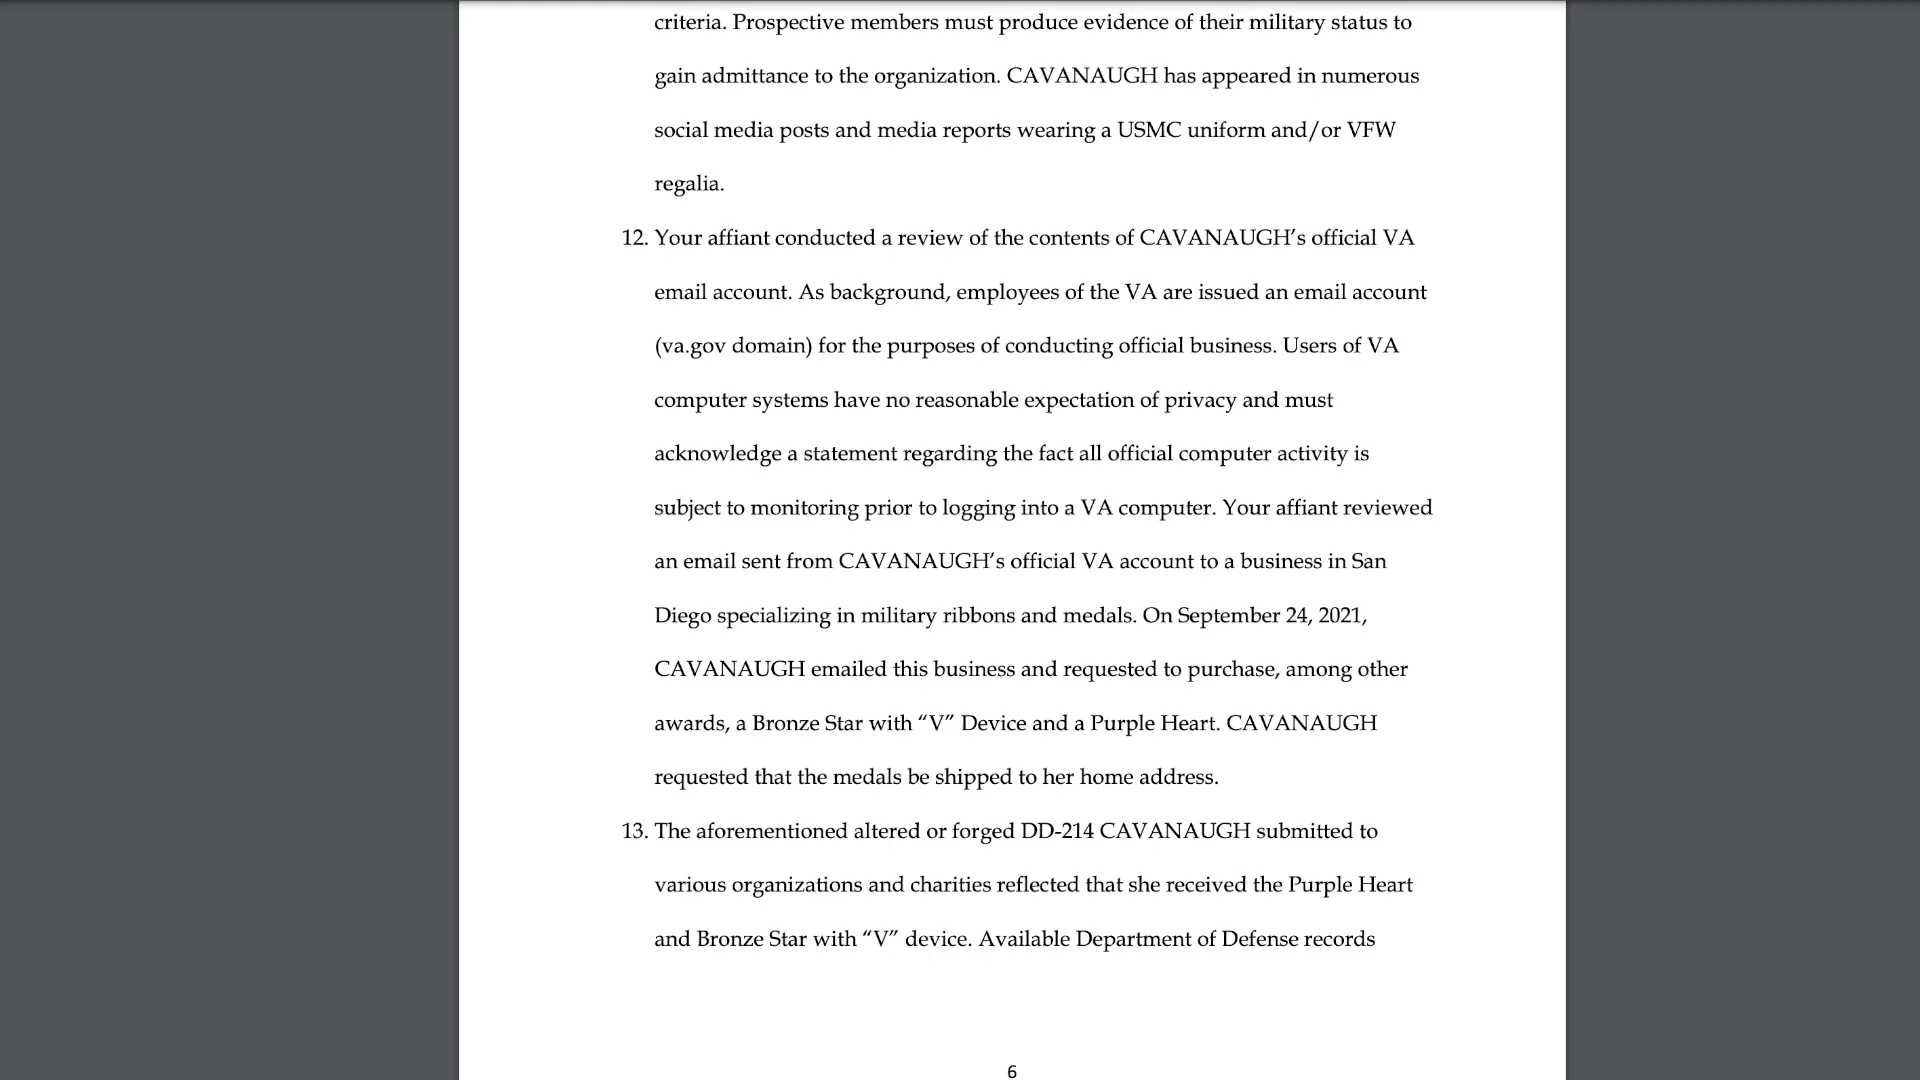 criteria. Prospective members must produce evidence of their military status to
gain admittance to the organization. CAVANAUGH has appeared in numerous
social media posts and media reports wearing a USMC uniform and/or VFW
regalia.
12. Your affiant conducted a review of the contents of CAVANAUGH’s official VA
email account. As background, employees of the VA are issued an email account
(va.gov domain) for the purposes of conducting official business. Users of VA
computer systems have no reasonable expectation of privacy and must
acknowledge a statement regarding the fact all official computer activity is
subject to monitoring prior to logging into a VA computer. Your affiant reviewed
an email sent from CAVANAUGH’s official VA account to a business in San
Diego specializing in military ribbons and medals. On September 24, 2021,
CAVANAUGH emailed this business and requested to purchase, among other
awards, a Bronze Star with “V” Device and a Purple Heart. CAVANAUGH
requested that the medals be shipped to her home address.
13. The aforementioned altered or forged DD-214 CAVANAUGH submitted to
various organizations and charities reflected that she received the Purple Heart
and Bronze Star with “V” device. Available Department of Defense records
6